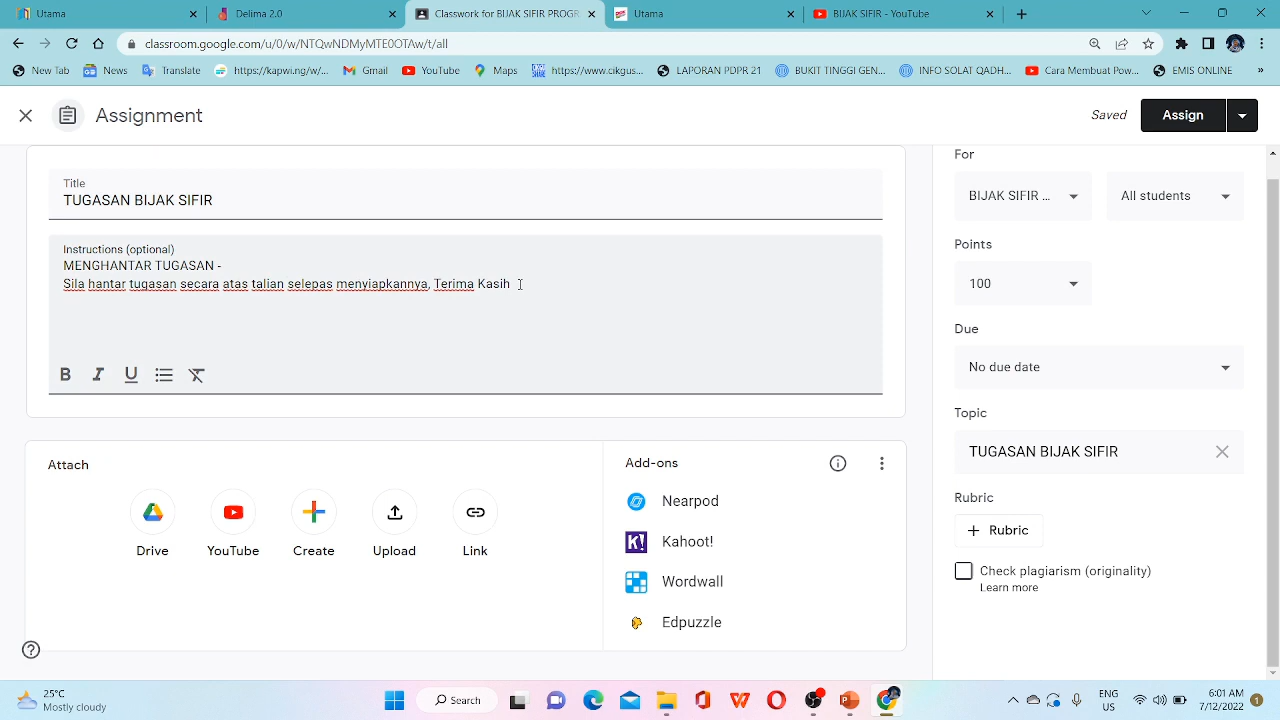 Utama
Delima 2.0
Classwork for BIJAK SIFIR PROGR
Utama
BIJAK SIFIR - YouTube
classroom.google.com/u/0/w/NTQwNDMyMTE0OTAw/t/all
New Tab
News
Translate
https://kapwi.ng/w/...
Gmail
YouTube
Maps
https://www.cikgus...
LAPORAN PDPR 21
BUKIT TINGGI GEN...
INFO SOLAT QADH...
Cara Membuat Pow...
EMIS ONLINE
»
Assignment
Saved
Assign
Title
TUGASAN BIJAK SIFIR
Instructions (optional)
MENGHANTAR TUGASAN -
Sila hantar tugasan secara atas talian selepas menyiapkannya, Terima Kasih
B I U
For
BIJAK SIFIR ...
All students
Points
100
Due
No due date
Topic
TUGASAN BIJAK SIFIR
Rubric
+ Rubric
Check plagiarism (originality)
Learn more
Attach
Drive
YouTube
Create
Upload
Link
Add-ons
Nearpod
K!
Kahoot!
Wordwall
Edpuzzle
25°C
Mostly cloudy
Search
ENG
US
6:01 AM
7/12/2022
1